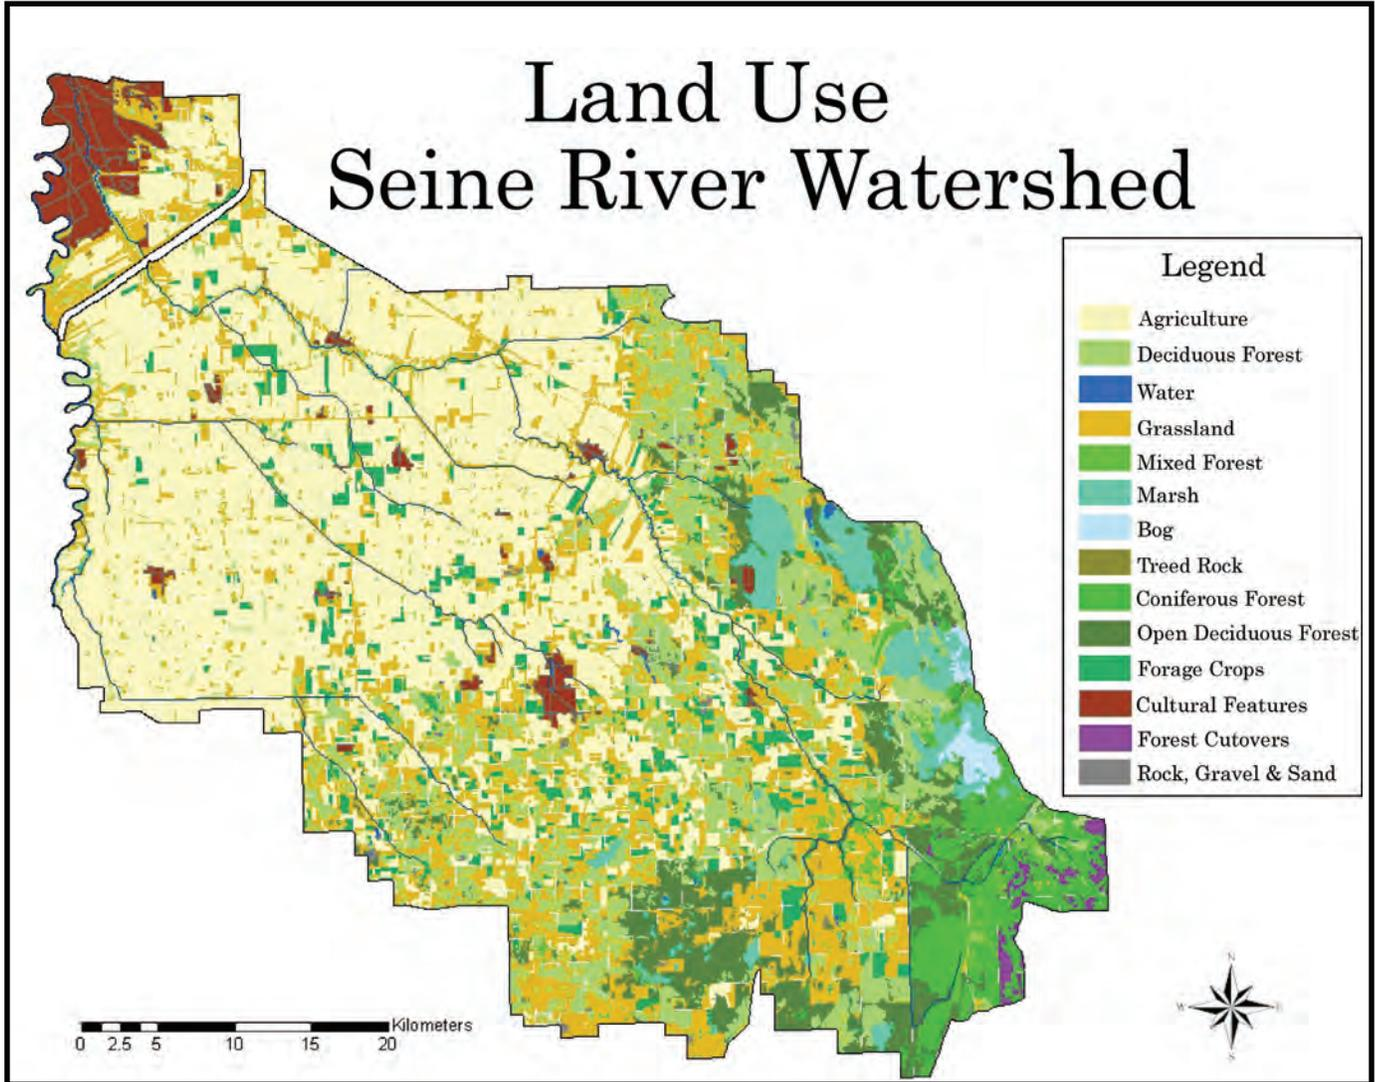 Land Use
Seine River Watershed
Legend
Agriculture
Deciduous Forest
Water
Grassland
Mixed Forest
Marsh
Bog
Treed Rock
Coniferous Forest
Open Deciduous Forest
Forage Crops
Cultural Features
Forest Cutovers
Rock, Gravel & Sand
N
W E
S
Kilometers
0 2.5 5 10 15 20